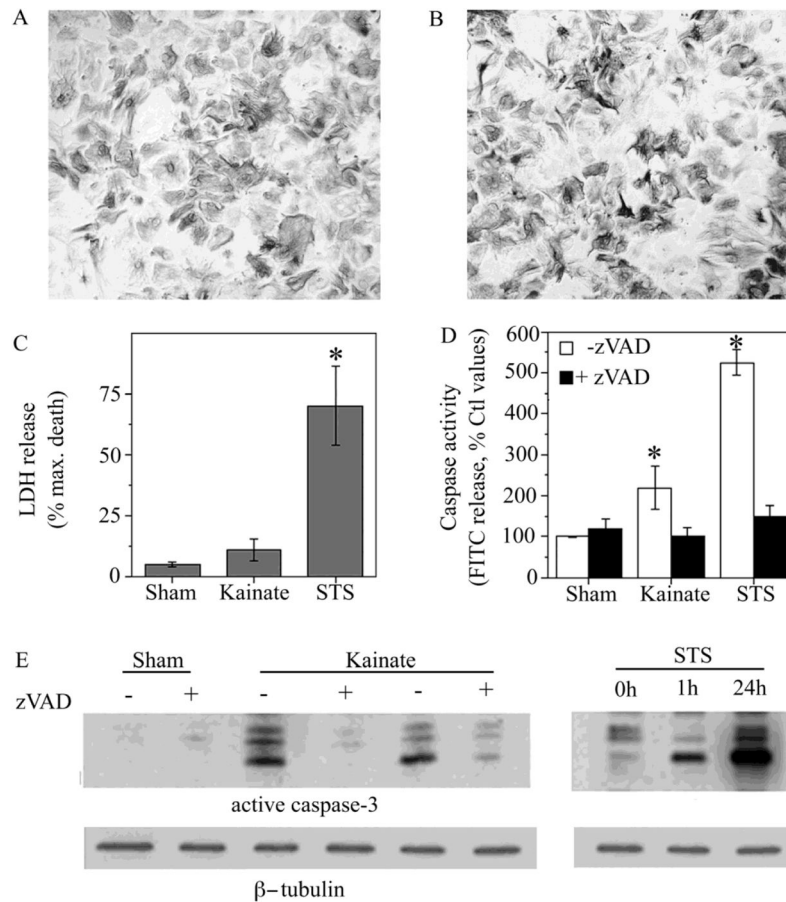 A
B
C
LDH release
(% max. death)
75
50
25
0
Sham Kainate STS
*
D
Caspase activity
(FITC release, % Ctl values)
600
500
400
300
200
100
0
-zVAD
+ zVAD
*
*
Sham Kainate STS
E
Sham Kainate STS
zVAD - + - + - + 0h 1h 24h
active caspase-3
β-tubulin